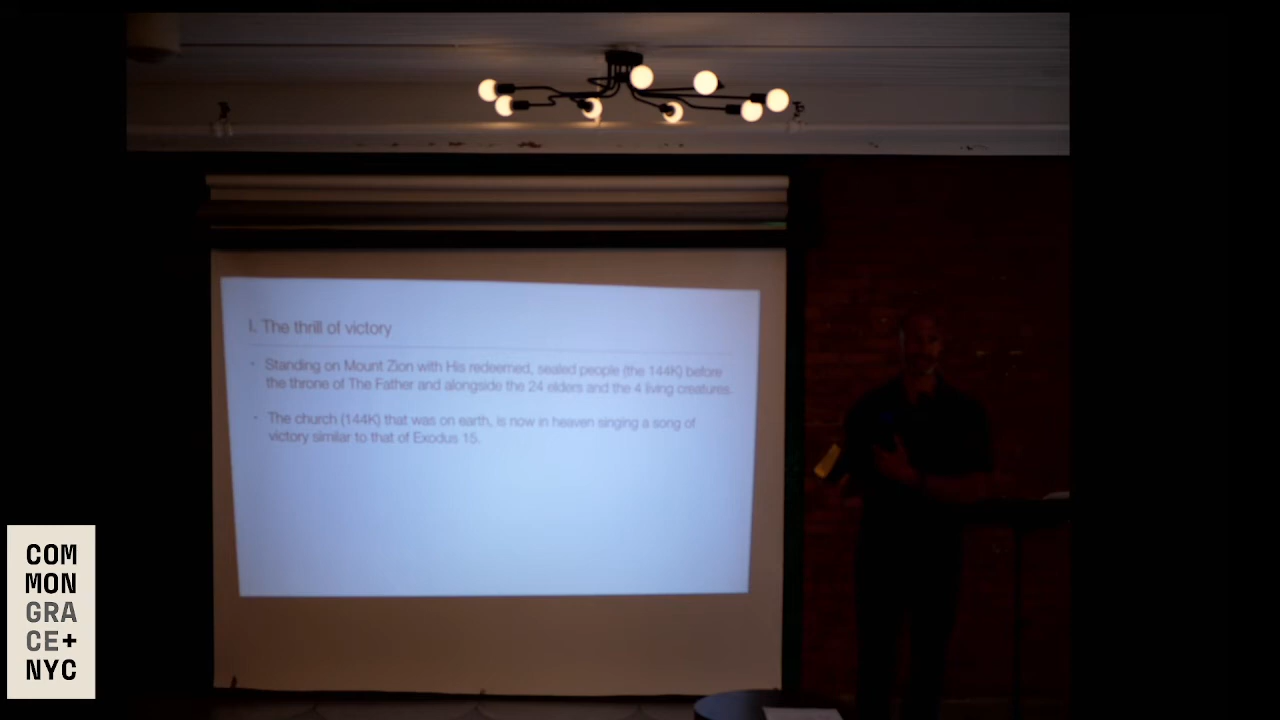 I. The thrill of victory
- Standing on Mount Zion with His redeemed, sealed people (the 144K) before
the throne of The Father and alongside the 24 elders and the 4 living creatures.
- The church (144K) that was on earth, is now in heaven singing a song of
victory similar to that of Exodus 15.
COM
MON
GRA
CE+
NYC